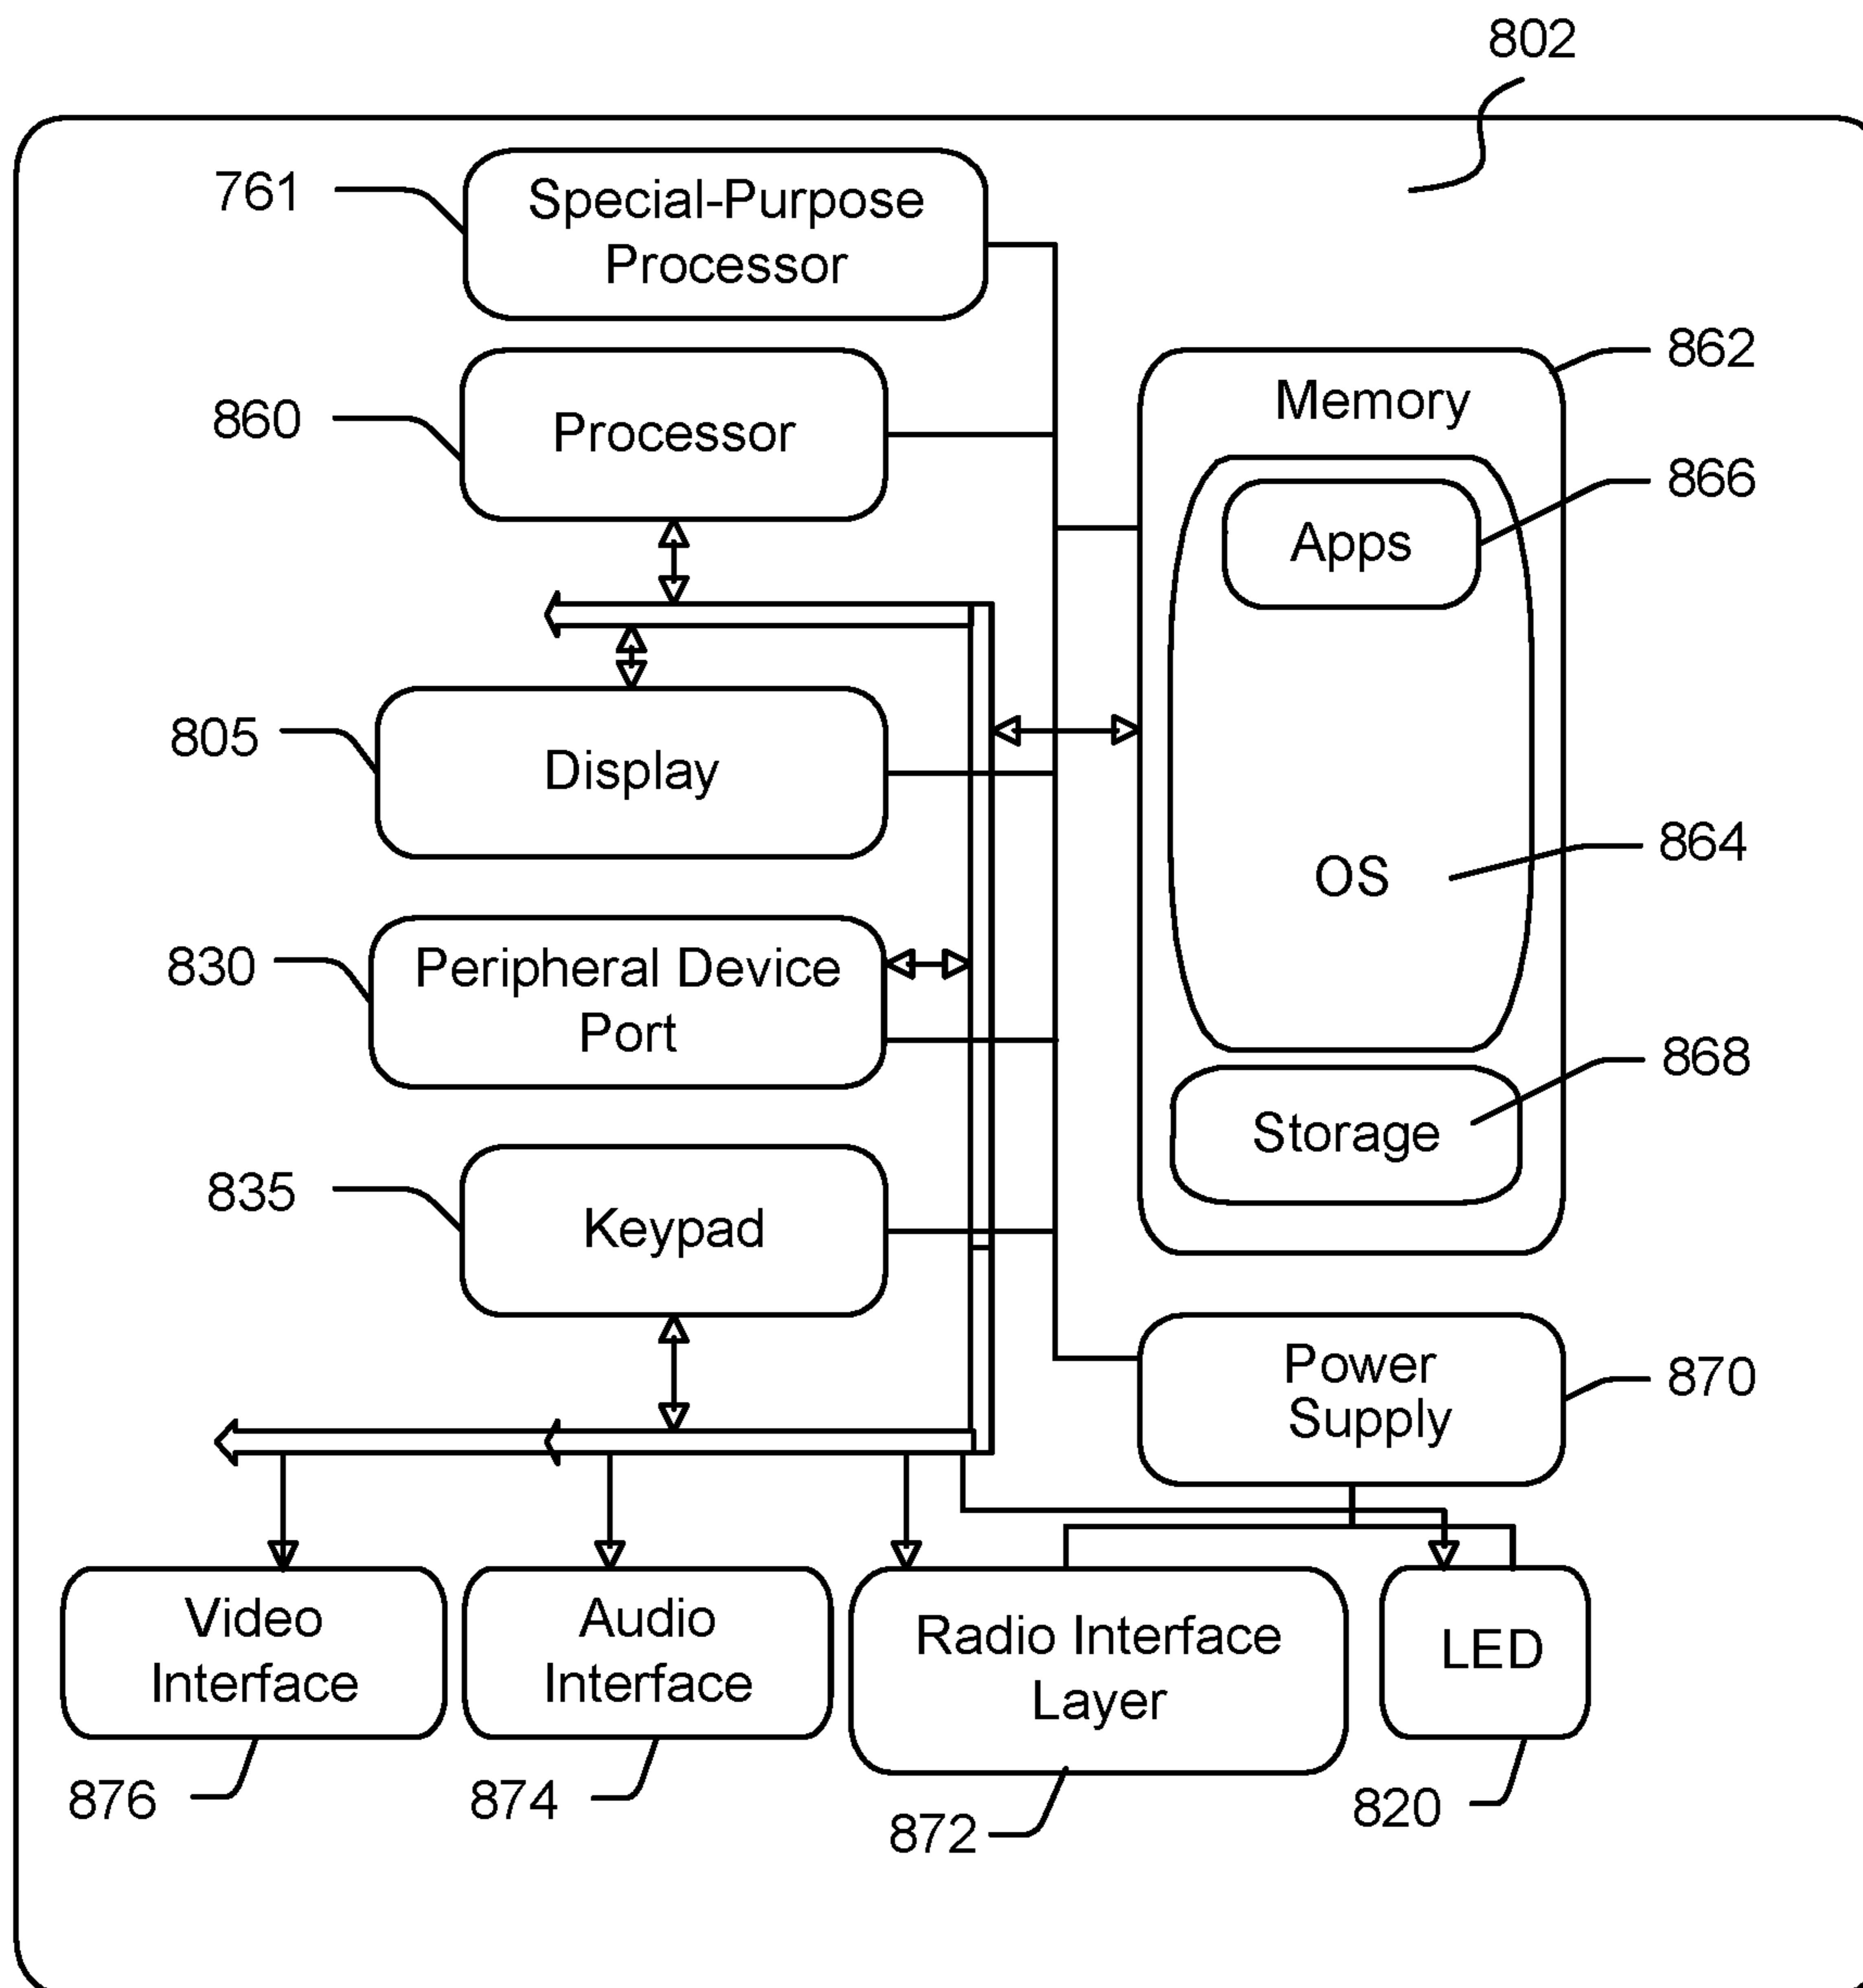 802
761
Special-Purpose
Processor
862
Memory
860
Processor
866
Apps
805
Display
864
OS
830
Peripheral Device
Port
868
Storage
835
Keypad
Power
Supply
870
Video
Interface
Audio
Interface
Radio Interface
Layer
LED
876
874
872
820